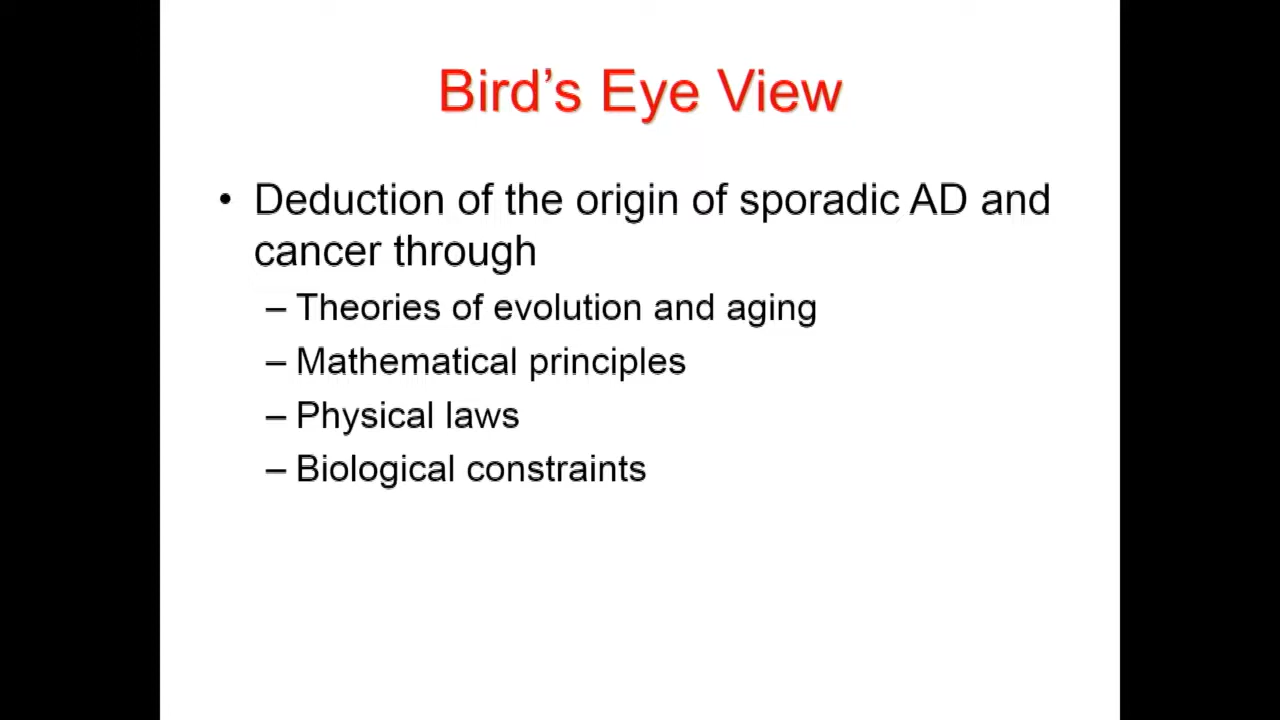 Bird’s Eye View
• Deduction of the origin of sporadic AD and
cancer through
– Theories of evolution and aging
– Mathematical principles
– Physical laws
– Biological constraints